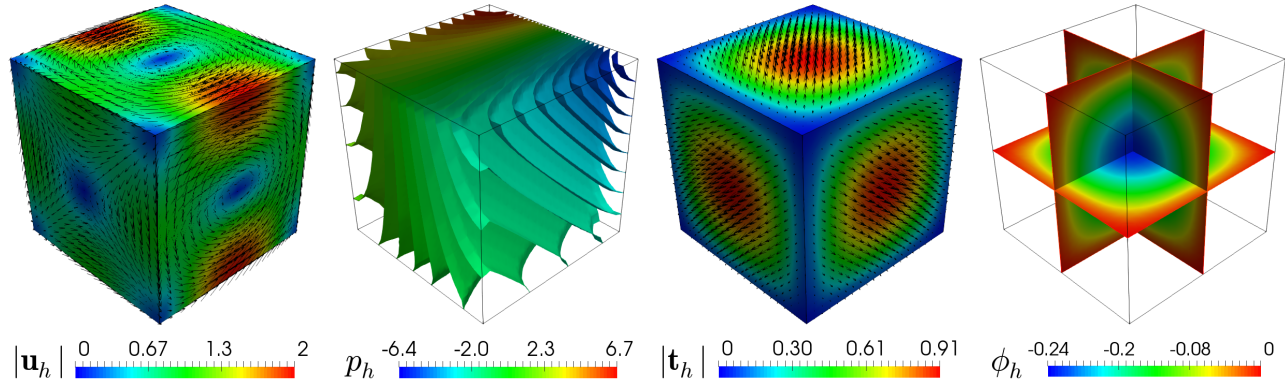 |u_h| 0 0.67 1.3 2
p_h -6.4 -2.0 2.3 6.7
|t_h| 0 0.30 0.61 0.91
ϕ_h -0.24 -0.2 -0.08 0